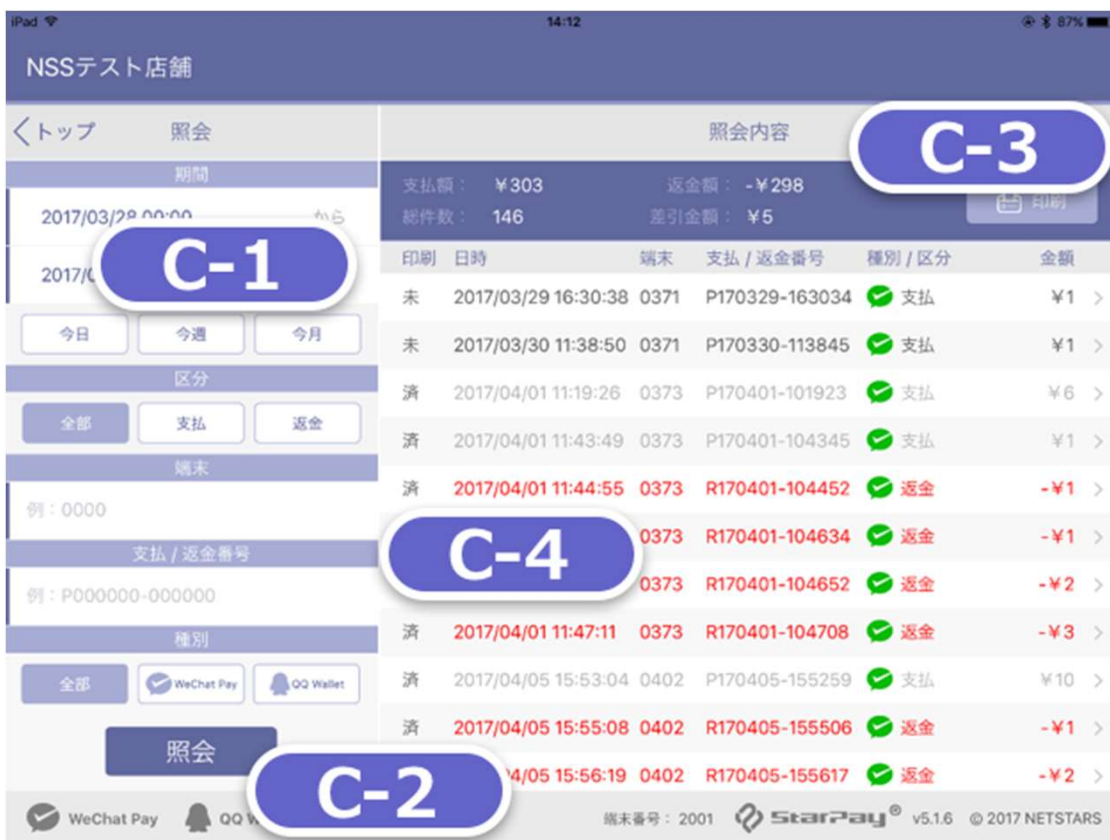 iPad 14:12 87%
NSSテスト店舗
トップ 照会
期間
2017/03/28 00:00 から
C-1
今日 今週 今月
区分
全部 支払 返金
端末
例：0000
支払 / 返金番号
例：P000000-000000
種別
全部 WeChat Pay QQ Wallet
照会
C-2
照会内容
C-3
支払額： ¥303 返金額： -¥298
総件数： 146 差引金額： ¥5
印刷
印刷 日時 端末 支払 / 返金番号 種別 / 区分 金額
未 2017/03/29 16:30:38 0371 P170329-163034 支払 ¥1
未 2017/03/30 11:38:50 0371 P170330-113845 支払 ¥1
済 2017/04/01 11:19:26 0373 P170401-101923 支払 ¥6
済 2017/04/01 11:43:49 0373 P170401-104345 支払 ¥1
済 2017/04/01 11:44:55 0373 R170401-104452 返金 -¥1
C-4
0373 R170401-104634 返金 -¥1
0373 R170401-104652 返金 -¥2
済 2017/04/01 11:47:11 0373 R170401-104708 返金 -¥3
済 2017/04/05 15:53:04 0402 P170405-155259 支払 ¥10
済 2017/04/05 15:55:08 0402 R170405-155506 返金 -¥1
4/05 15:56:19 0402 R170405-155617 返金 -¥2
WeChat Pay QQ
端末番号：2001 StarPay® v5.1.6 © 2017 NETSTARS